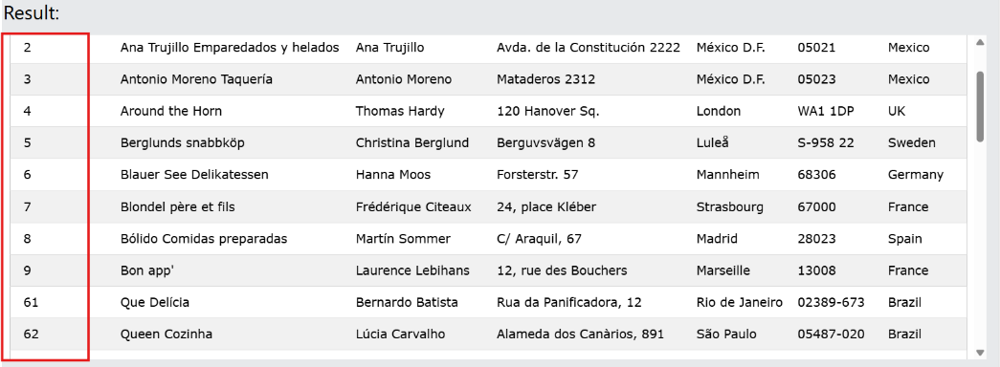 Result:
2 Ana Trujillo Emparedados y helados Ana Trujillo Avda. de la Constitución 2222 México D.F. 05021 Mexico
3 Antonio Moreno Taquería Antonio Moreno Mataderos 2312 México D.F. 05023 Mexico
4 Around the Horn Thomas Hardy 120 Hanover Sq. London WA1 1DP UK
5 Berglunds snabbköp Christina Berglund Berguvsvägen 8 Luleå S-958 22 Sweden
6 Blauer See Delikatessen Hanna Moos Forsterstr. 57 Mannheim 68306 Germany
7 Blondel père et fils Frédérique Citeaux 24, place Kléber Strasbourg 67000 France
8 Bólido Comidas preparadas Martín Sommer C/ Araquil, 67 Madrid 28023 Spain
9 Bon app' Laurence Lebihans 12, rue des Bouchers Marseille 13008 France
61 Que Delícia Bernardo Batista Rua da Panificadora, 12 Rio de Janeiro 02389-673 Brazil
62 Queen Cozinha Lúcia Carvalho Alameda dos Canàrios, 891 São Paulo 05487-020 Brazil